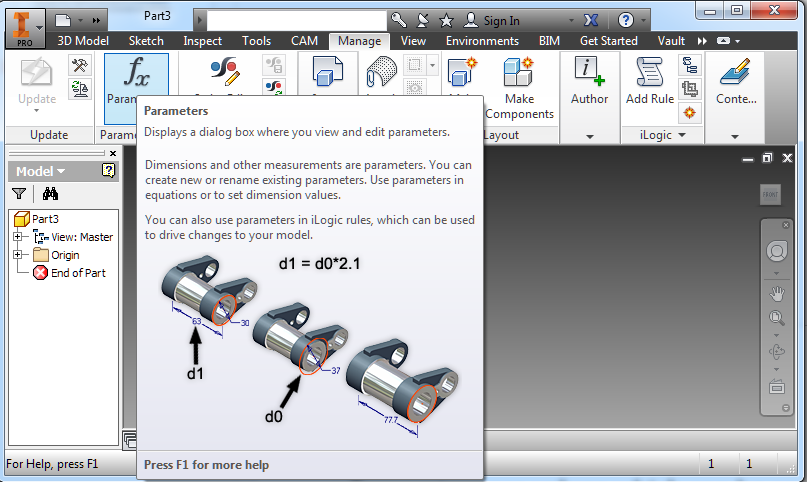 Part3
Sign In
PRO
3D Model Sketch Inspect Tools CAM Manage View Environments BIM Get Started Vault
Update
fx
Make
Components
Author
Add Rule
Conte...
Update
Layout
iLogic
Parameters
Displays a dialog box where you view and edit parameters.
Dimensions and other measurements are parameters. You can
create new or rename existing parameters. Use parameters in
equations or to set dimension values.
You can also use parameters in iLogic rules, which can be used
to drive changes to your model.
d1 = d0*2.1
63
30
d1
37
d0
77.7
Press F1 for more help
Model
Part3
View: Master
Origin
End of Part
FRONT
For Help, press F1
1 1